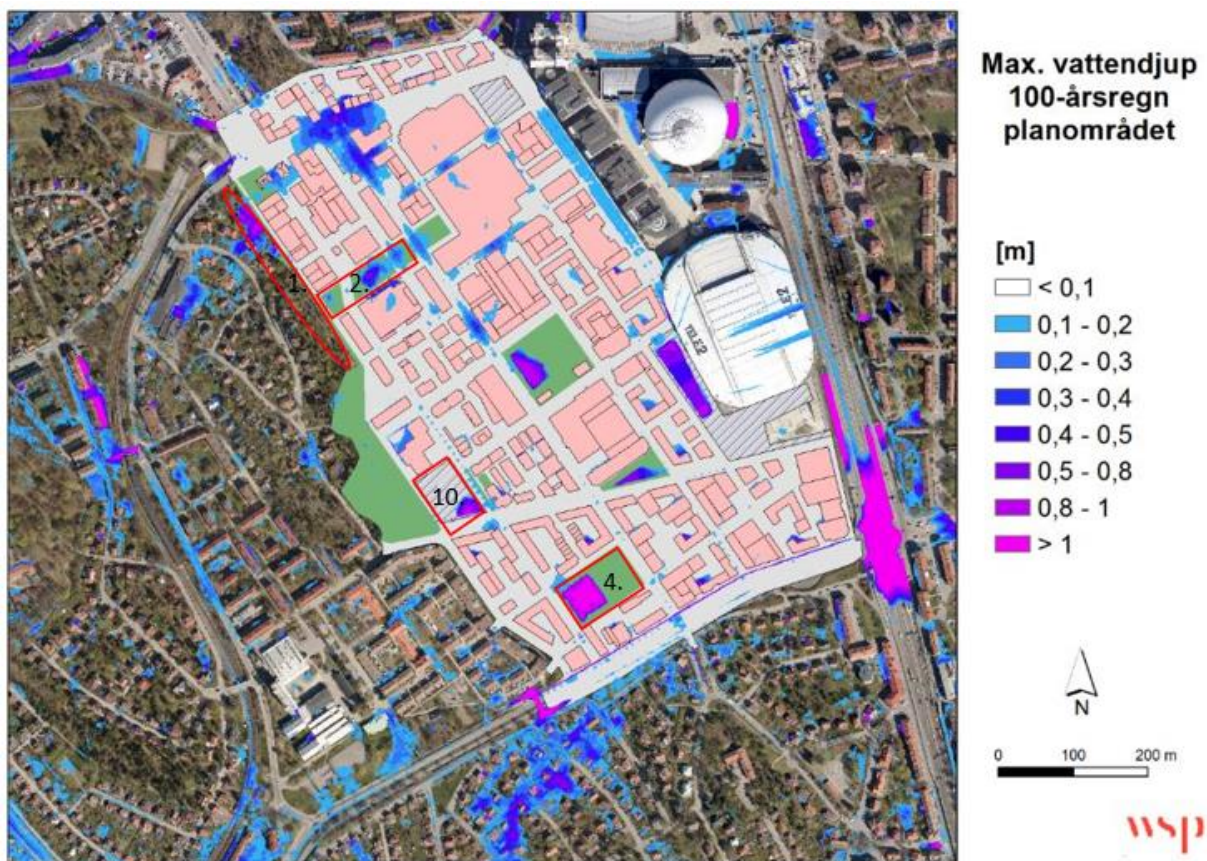 Max. vattendjup
100-årsregn
planområdet
[m]
< 0,1
0,1 - 0,2
0,2 - 0,3
0,3 - 0,4
0,4 - 0,5
0,5 - 0,8
0,8 - 1
> 1
1.
2.
10.
4.
TELE2
N
0 100 200 m
wsp